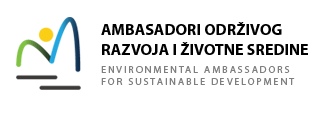 AMBASADORI ODRŽIVOG
RAZVOJA I ŽIVOTNE SREDINE
ENVIRONMENTAL AMBASSADORS
FOR SUSTAINABLE DEVELOPMENT